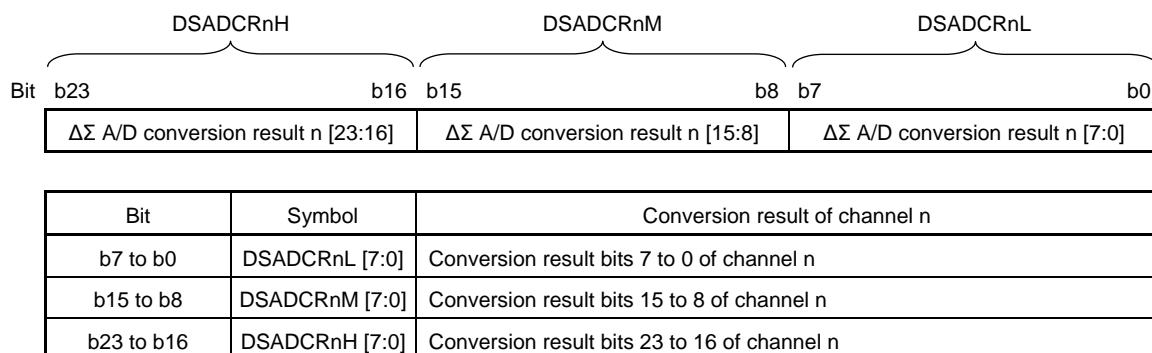 DSADCRnH DSADCRnM DSADCRnL
Bit b23 b16 b15 b8 b7 b0
ΔΣ A/D conversion result n [23:16] ΔΣ A/D conversion result n [15:8] ΔΣ A/D conversion result n [7:0]
Bit Symbol Conversion result of channel n
b7 to b0 DSADCRnL [7:0] Conversion result bits 7 to 0 of channel n
b15 to b8 DSADCRnM [7:0] Conversion result bits 15 to 8 of channel n
b23 to b16 DSADCRnH [7:0] Conversion result bits 23 to 16 of channel n